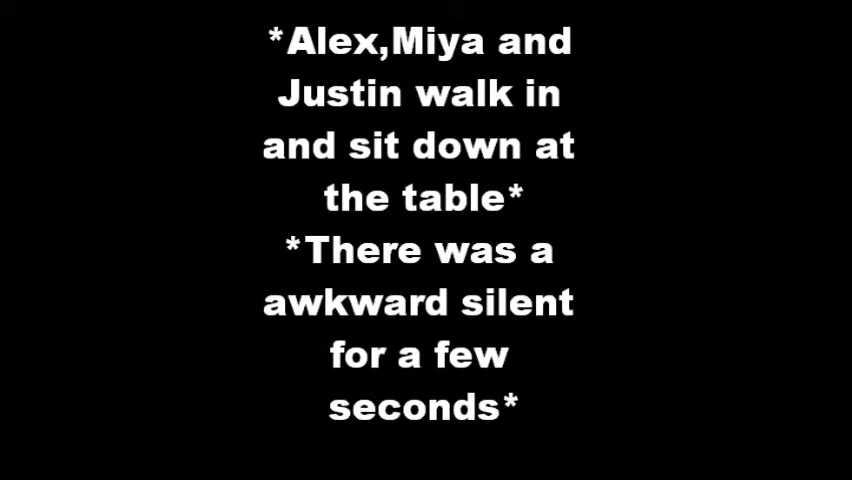 *Alex,Miya and
Justin walk in
and sit down at
the table*
*There was a
awkward silent
for a few
seconds*